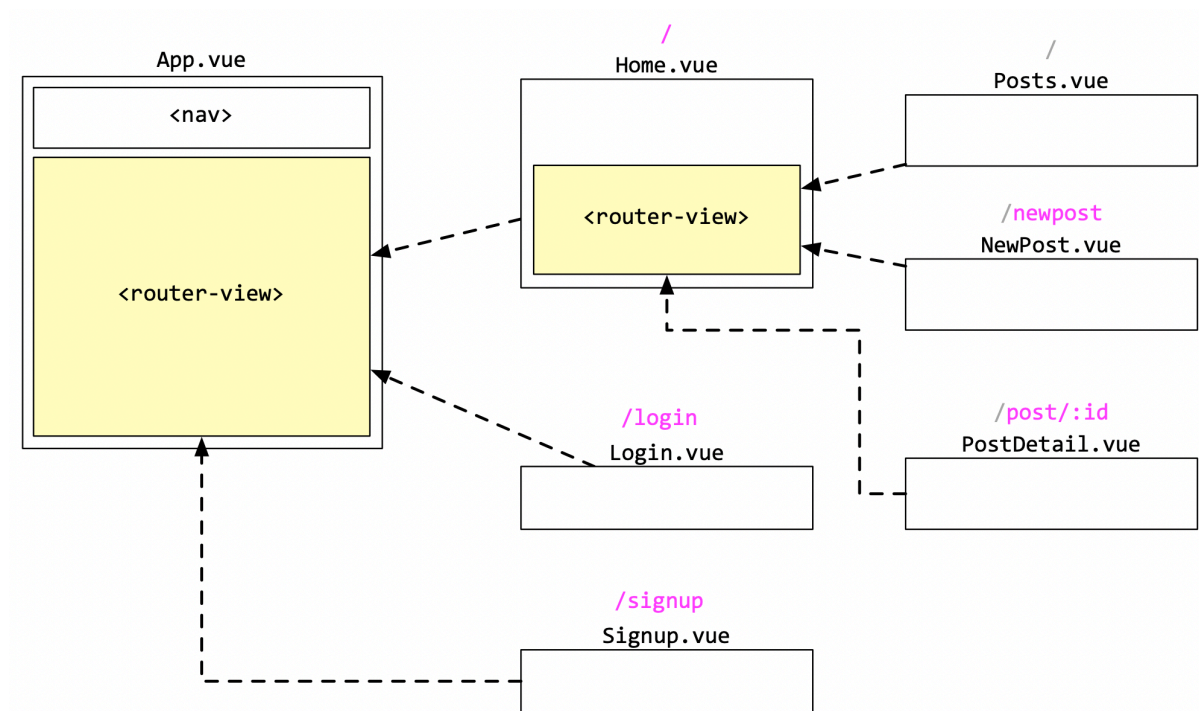 App.vue
<nav>
<router-view>
/
Home.vue
<router-view>
/
Posts.vue
/newpost
NewPost.vue
/login
Login.vue
/post/:id
PostDetail.vue
/signup
Signup.vue